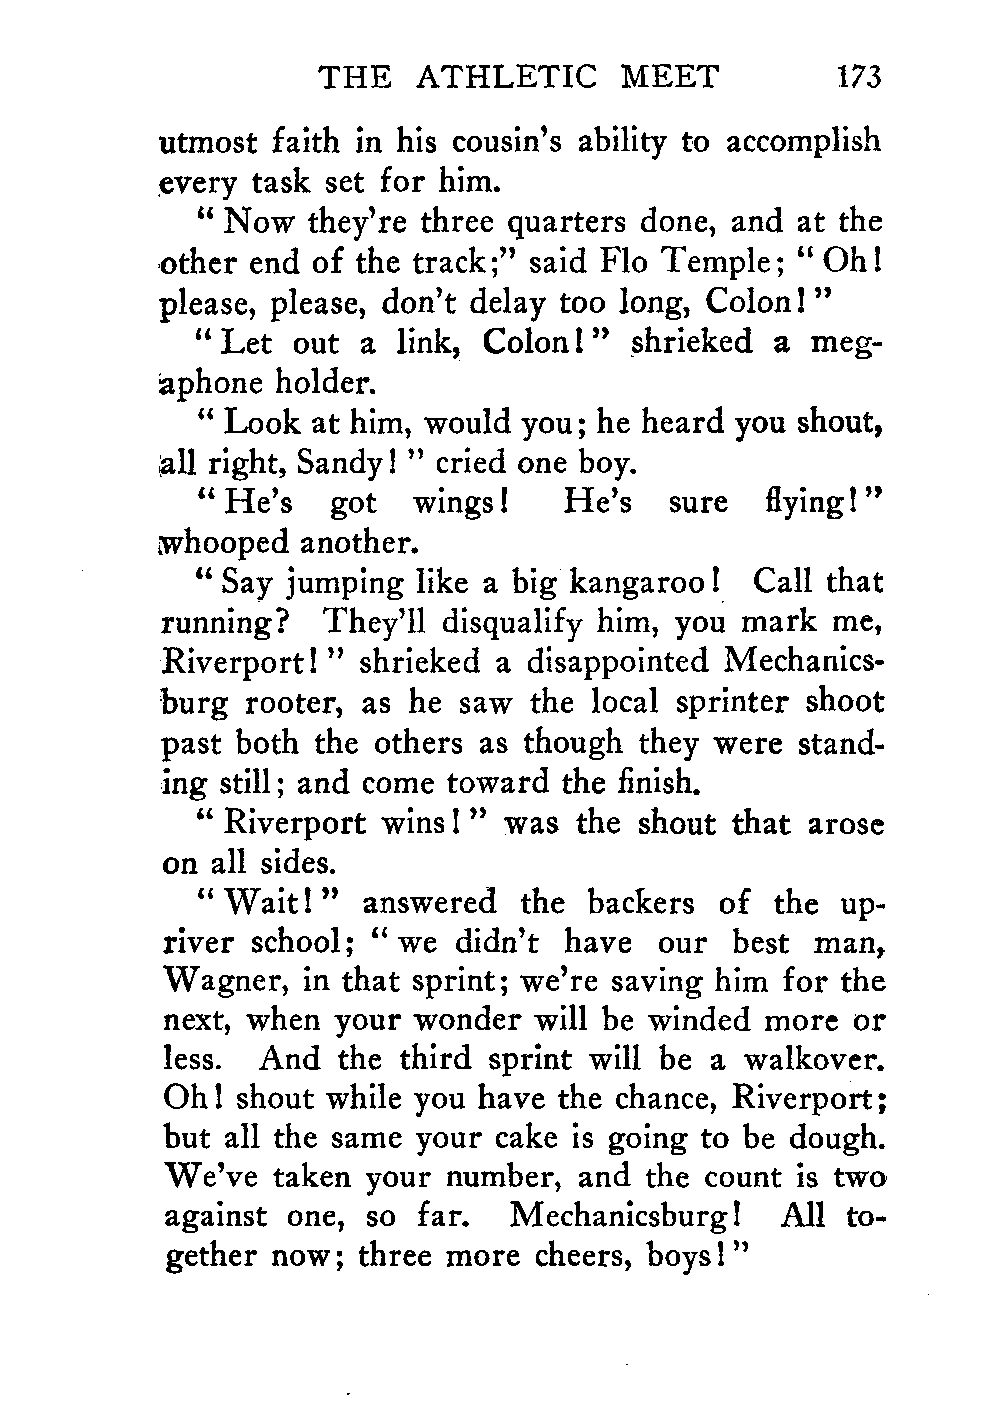 THE ATHLETIC MEET 173
utmost faith in his cousin's ability to accomplish
every task set for him.
" Now they're three quarters done, and at the
other end of the track;" said Flo Temple; " Oh!
please, please, don't delay too long, Colon! "
" Let out a link, Colon! " shrieked a meg-
aphone holder.
" Look at him, would you; he heard you shout,
all right, Sandy! " cried one boy.
" He's got wings! He's sure flying! "
whooped another.
" Say jumping like a big kangaroo! Call that
running? They'll disqualify him, you mark me,
Riverport! " shrieked a disappointed Mechanics-
burg rooter, as he saw the local sprinter shoot
past both the others as though they were stand-
ing still; and come toward the finish.
" Riverport wins! " was the shout that arose
on all sides.
" Wait! " answered the backers of the up-
river school; " we didn't have our best man,
Wagner, in that sprint; we're saving him for the
next, when your wonder will be winded more or
less. And the third sprint will be a walkover.
Oh! shout while you have the chance, Riverport;
but all the same your cake is going to be dough.
We've taken your number, and the count is two
against one, so far. Mechanicsburg! All to-
gether now; three more cheers, boys! "